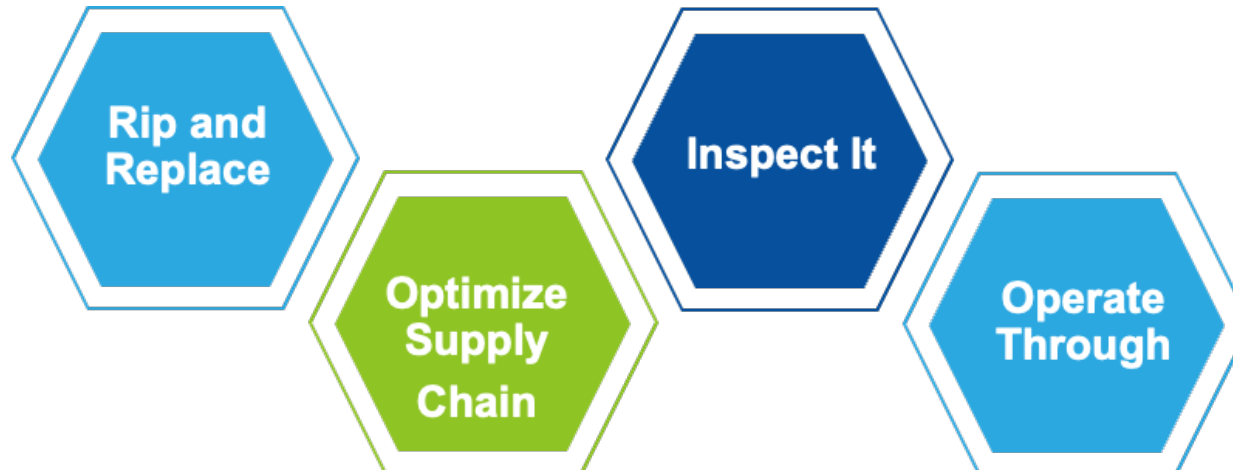 Rip and
Replace
Optimize
Supply
Chain
Inspect It
Operate
Through